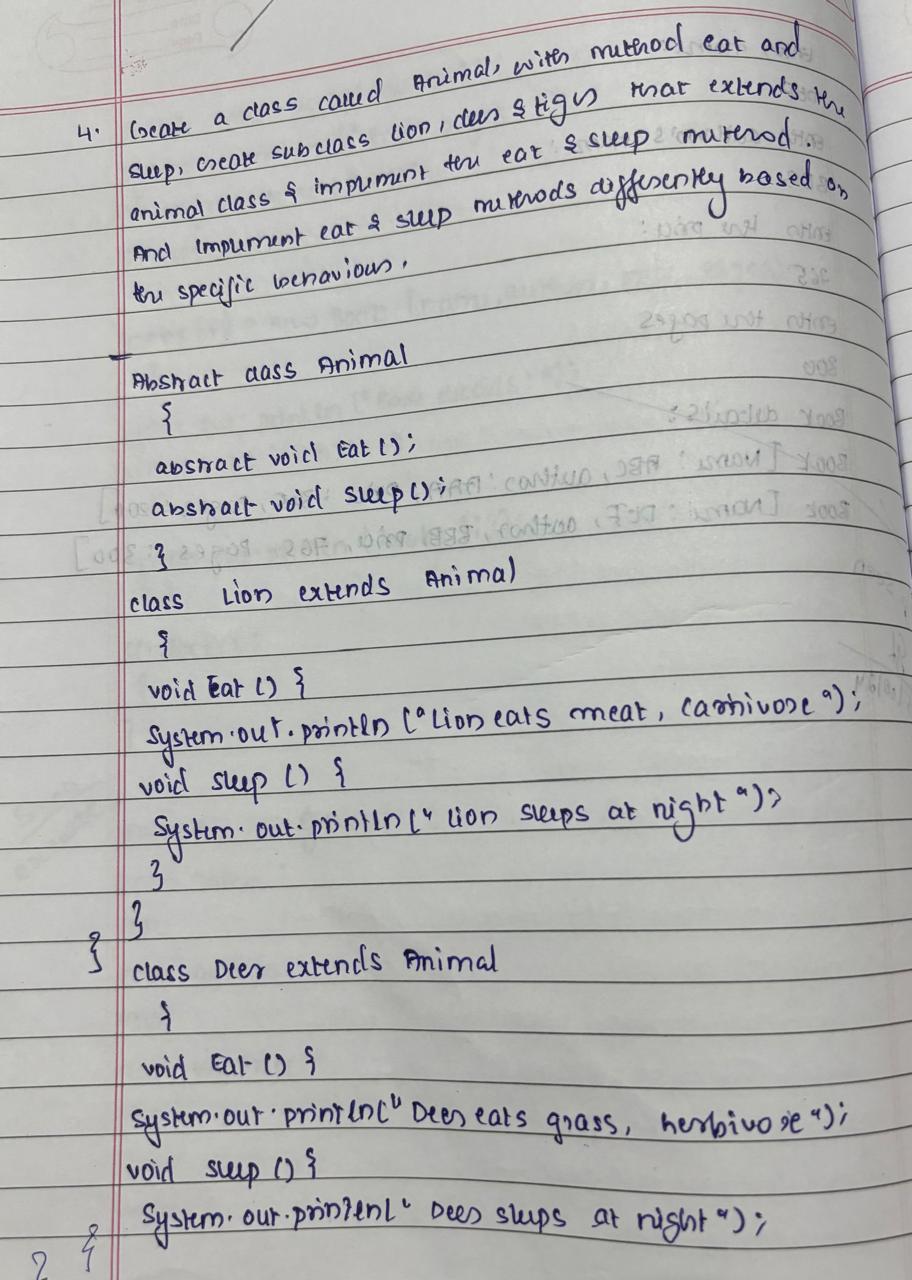 4. Create a class called Animal, with method eat and
sleep, create subclass lion, deer & tiger that extends the
animal class & implement the eat & sleep method.
And implement eat & sleep methods differently based on
the specific behaviour.
Abstract class Animal
{
abstract void Eat ();
abstract void sleep ();
}
class Lion extends Animal
{
void Eat () {
System.out.println ("Lion eats meat, carnivore");
void sleep () {
System.out.println (" lion sleeps at night");
}
}
}
class Deer extends Animal
{
void Eat () {
System.out.println(" Deer eats grass, herbivore");
void sleep () {
System.out.println(" Deer sleeps at night");
}